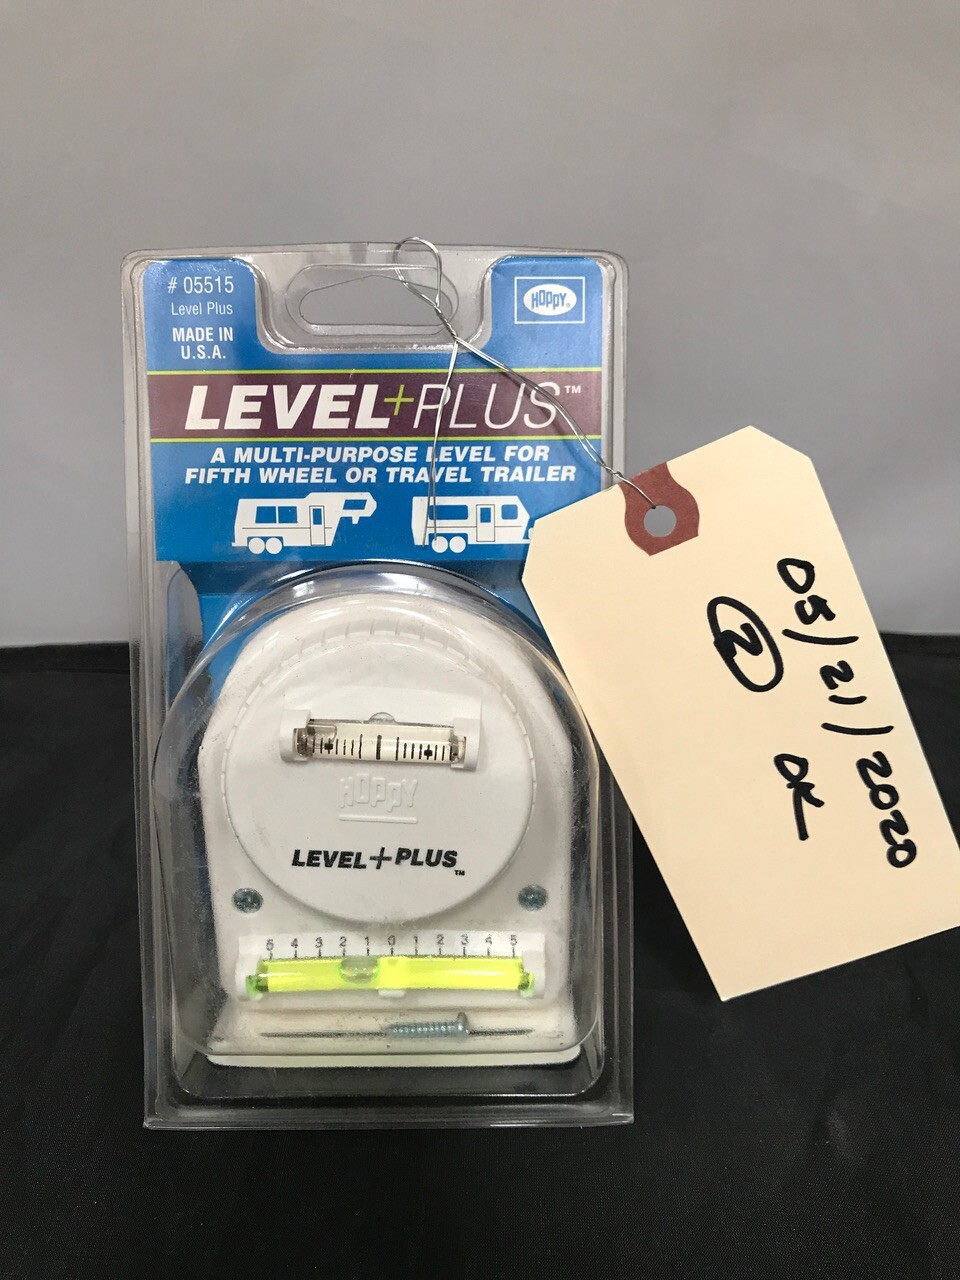 # 05515
Level Plus
MADE IN
U.S.A.
HOPPY®
LEVEL+PLUS™
A MULTI-PURPOSE LEVEL FOR
FIFTH WHEEL OR TRAVEL TRAILER
HOPPY
LEVEL+PLUS™
5 4 3 2 1 0 1 2 3 4 5
05/21/2020
2
OK